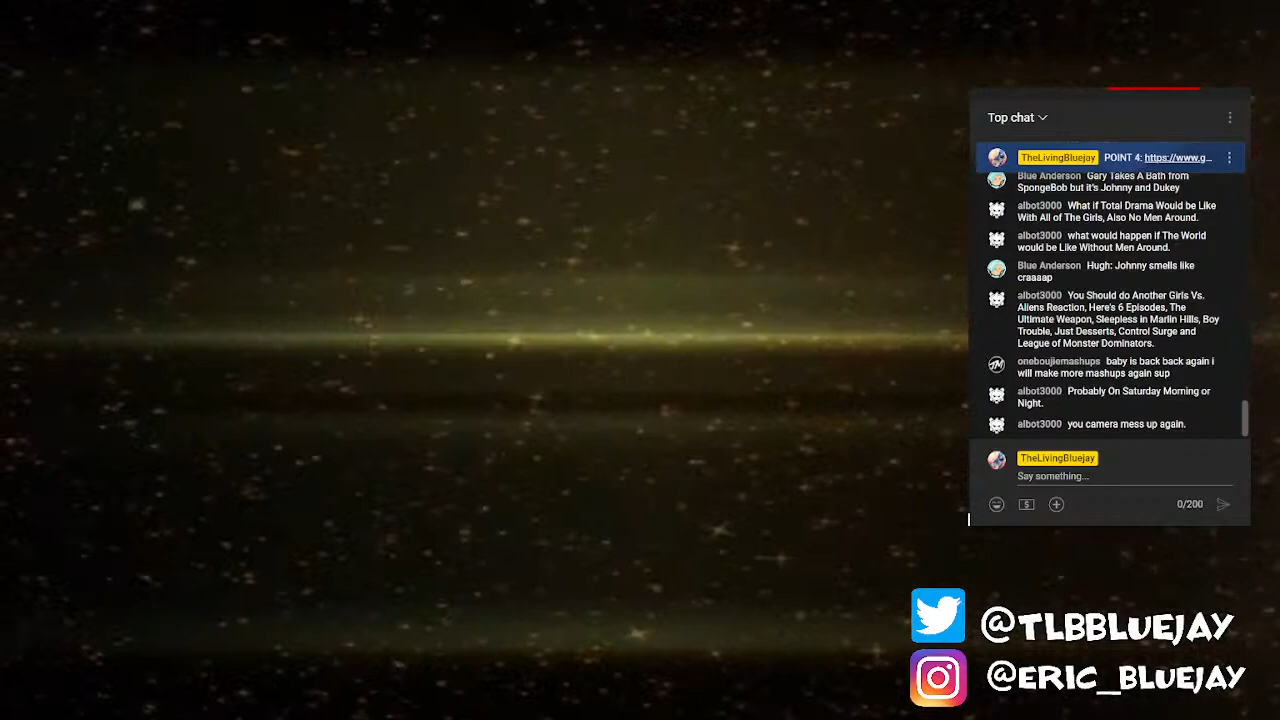 Top chat
TheLivingBluejay POINT 4: https://www.g...
Blue Anderson Gary Takes A Bath from
SpongeBob but it's Johnny and Dukey
albot3000 What if Total Drama Would be Like
With All of The Girls, Also No Men Around.
albot3000 what would happen if The World
would be Like Without Men Around.
Blue Anderson Hugh: Johnny smells like
craaaap
albot3000 You Should do Another Girls Vs.
Aliens Reaction, Here's 6 Episodes, The
Ultimate Weapon, Sleepless in Marlin Hills, Boy
Trouble, Just Desserts, Control Surge and
League of Monster Dominators.
oneboujiemashups baby is back back again i
will make more mashups again sup
albot3000 Probably On Saturday Morning or
Night.
albot3000 you camera mess up again.
TheLivingBluejay
Say something...
0/200
@TLBBLUEJAY
@ERIC_BLUEJAY